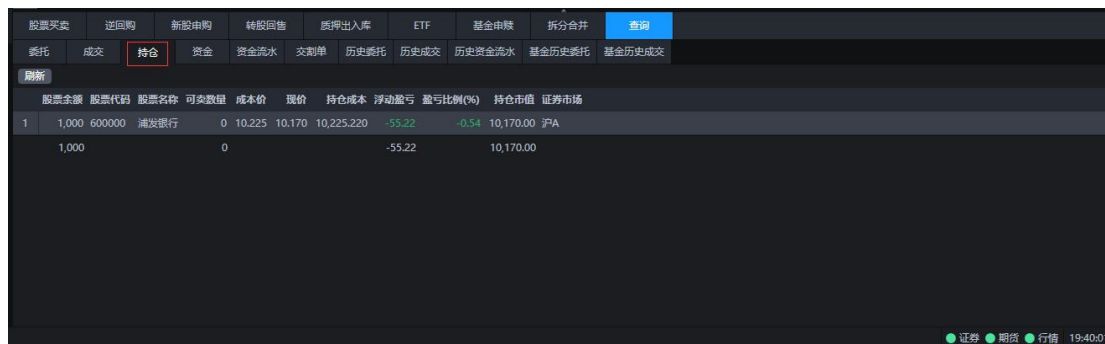 股票买卖 逆回购 新股申购 转股回售 质押出入库 ETF 基金申赎 拆分合并 查询
委托 成交 持仓 资金 资金流水 交割单 历史委托 历史成交 历史资金流水 基金历史委托 基金历史成交
刷新
股票余额 股票代码 股票名称 可卖数量 成本价 现价 持仓成本 浮动盈亏 盈亏比例(%) 持仓市值 证券市场
1 1,000 600000 浦发银行 0 10.225 10.170 10,225.220 -55.22 -0.54 10,170.00 沪A
1,000 0 -55.22 10,170.00
证券 期货 行情 19:40:0